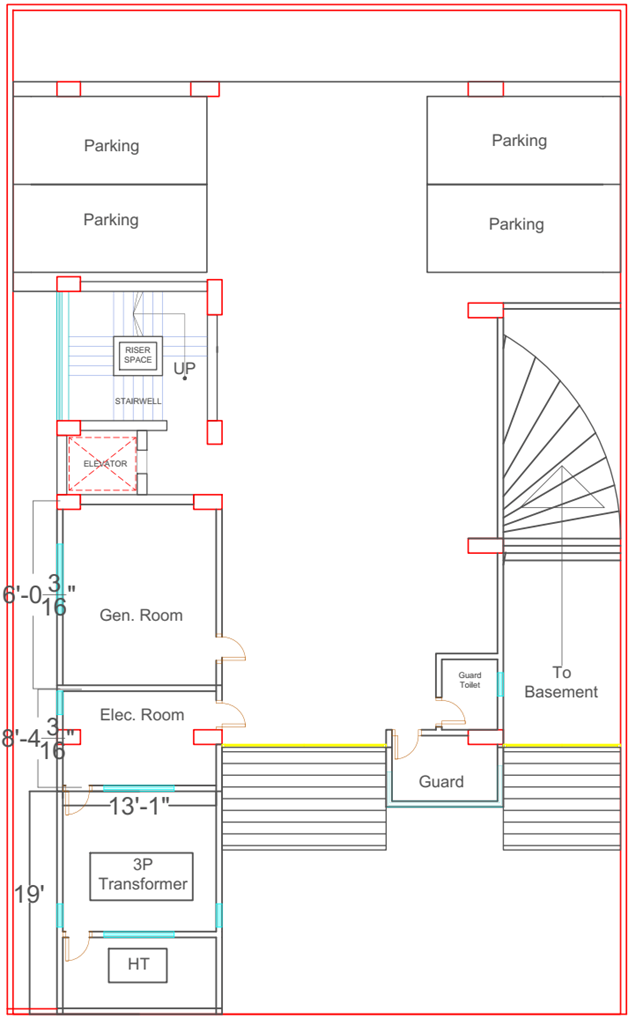 Parking
Parking
Parking
Parking
RISER
SPACE
UP
STAIRWELL
ELEVATOR
6'-0 3/16"
Gen. Room
Guard
Toilet
To
Basement
Elec. Room
8'-4 3/16"
Guard
13'-1"
3P
Transformer
19'
HT